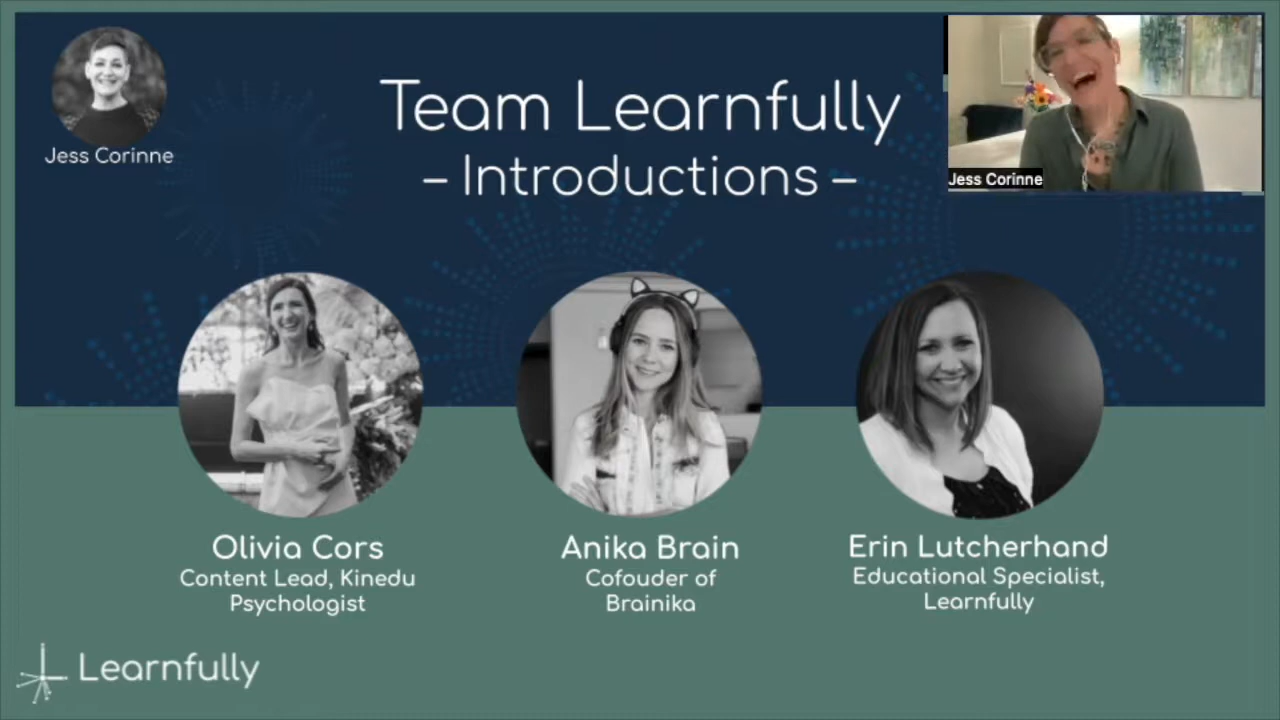 Jess Corinne
Team Learnfully
– Introductions –
Jess Corinne
Olivia Cors
Content Lead, Kinedu
Psychologist
Anika Brain
Cofouder of
Brainika
Erin Lutcherhand
Educational Specialist,
Learnfully
Learnfully